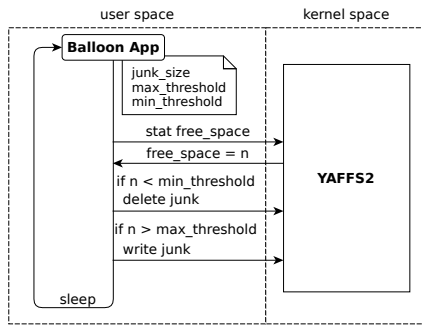 user space
kernel space
Balloon App
junk_size
max_threshold
min_threshold
stat free_space
free_space = n
YAFFS2
if n < min_threshold
delete junk
if n > max_threshold
write junk
sleep